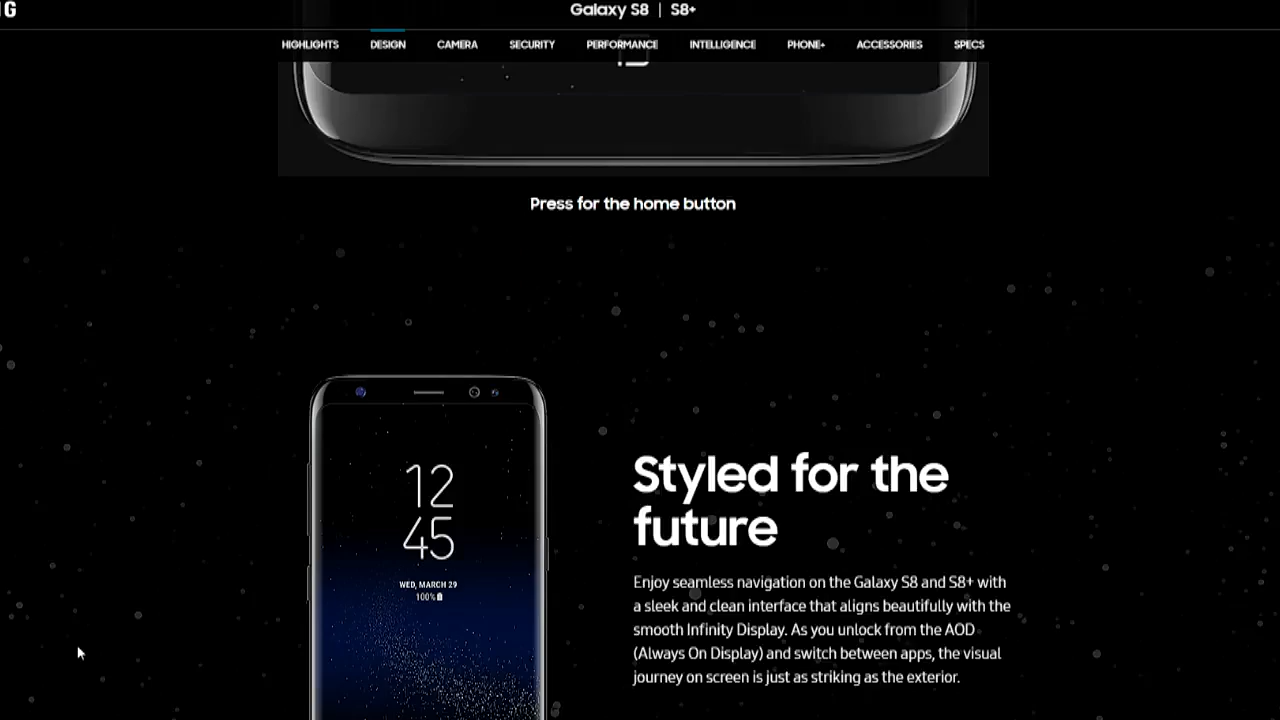 Galaxy S8 | S8+
HIGHLIGHTS DESIGN CAMERA SECURITY PERFORMANCE INTELLIGENCE PHONE+ ACCESSORIES SPECS
Press for the home button
12
45
WED, MARCH 29
100%
Styled for the
future
Enjoy seamless navigation on the Galaxy S8 and S8+ with
a sleek and clean interface that aligns beautifully with the
smooth Infinity Display. As you unlock from the AOD
(Always On Display) and switch between apps, the visual
journey on screen is just as striking as the exterior.